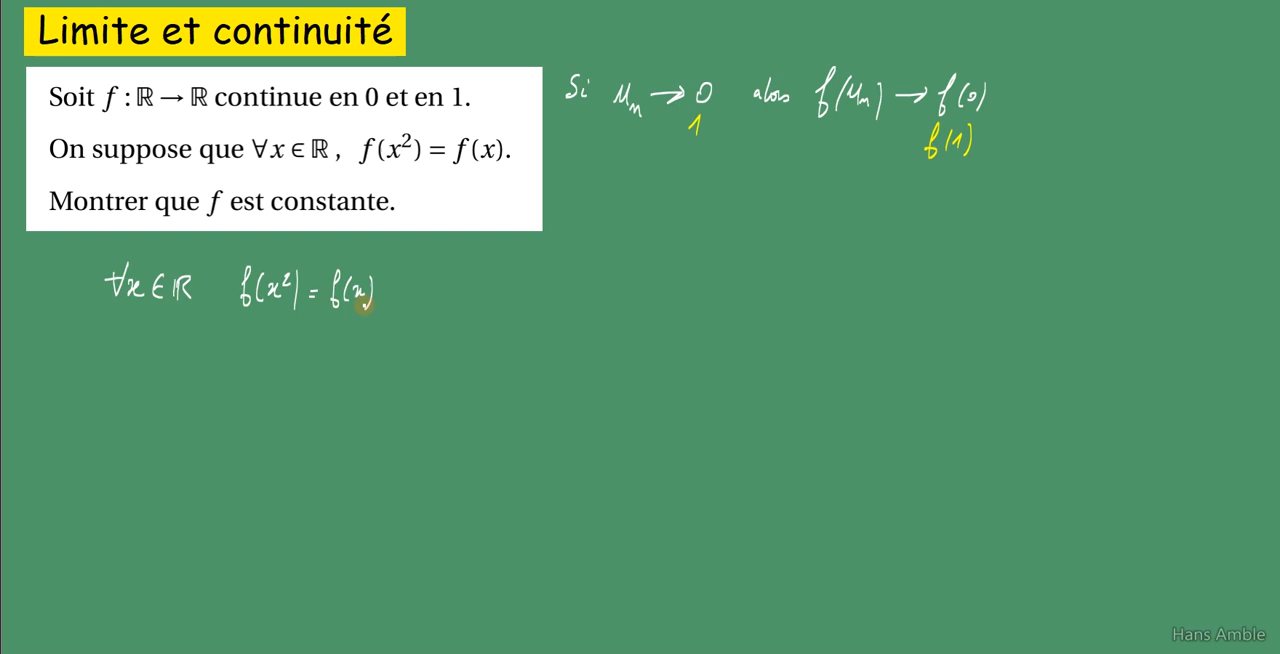 Limite et continuité
Soit f : ℝ → ℝ continue en 0 et en 1.
On suppose que ∀x ∈ ℝ, f(x²) = f(x).
Montrer que f est constante.
Si uₙ → 0 alors f(uₙ) → f(0)
1 f(1)
∀x ∈ ℝ f(x²) = f(x)
Hans Amble